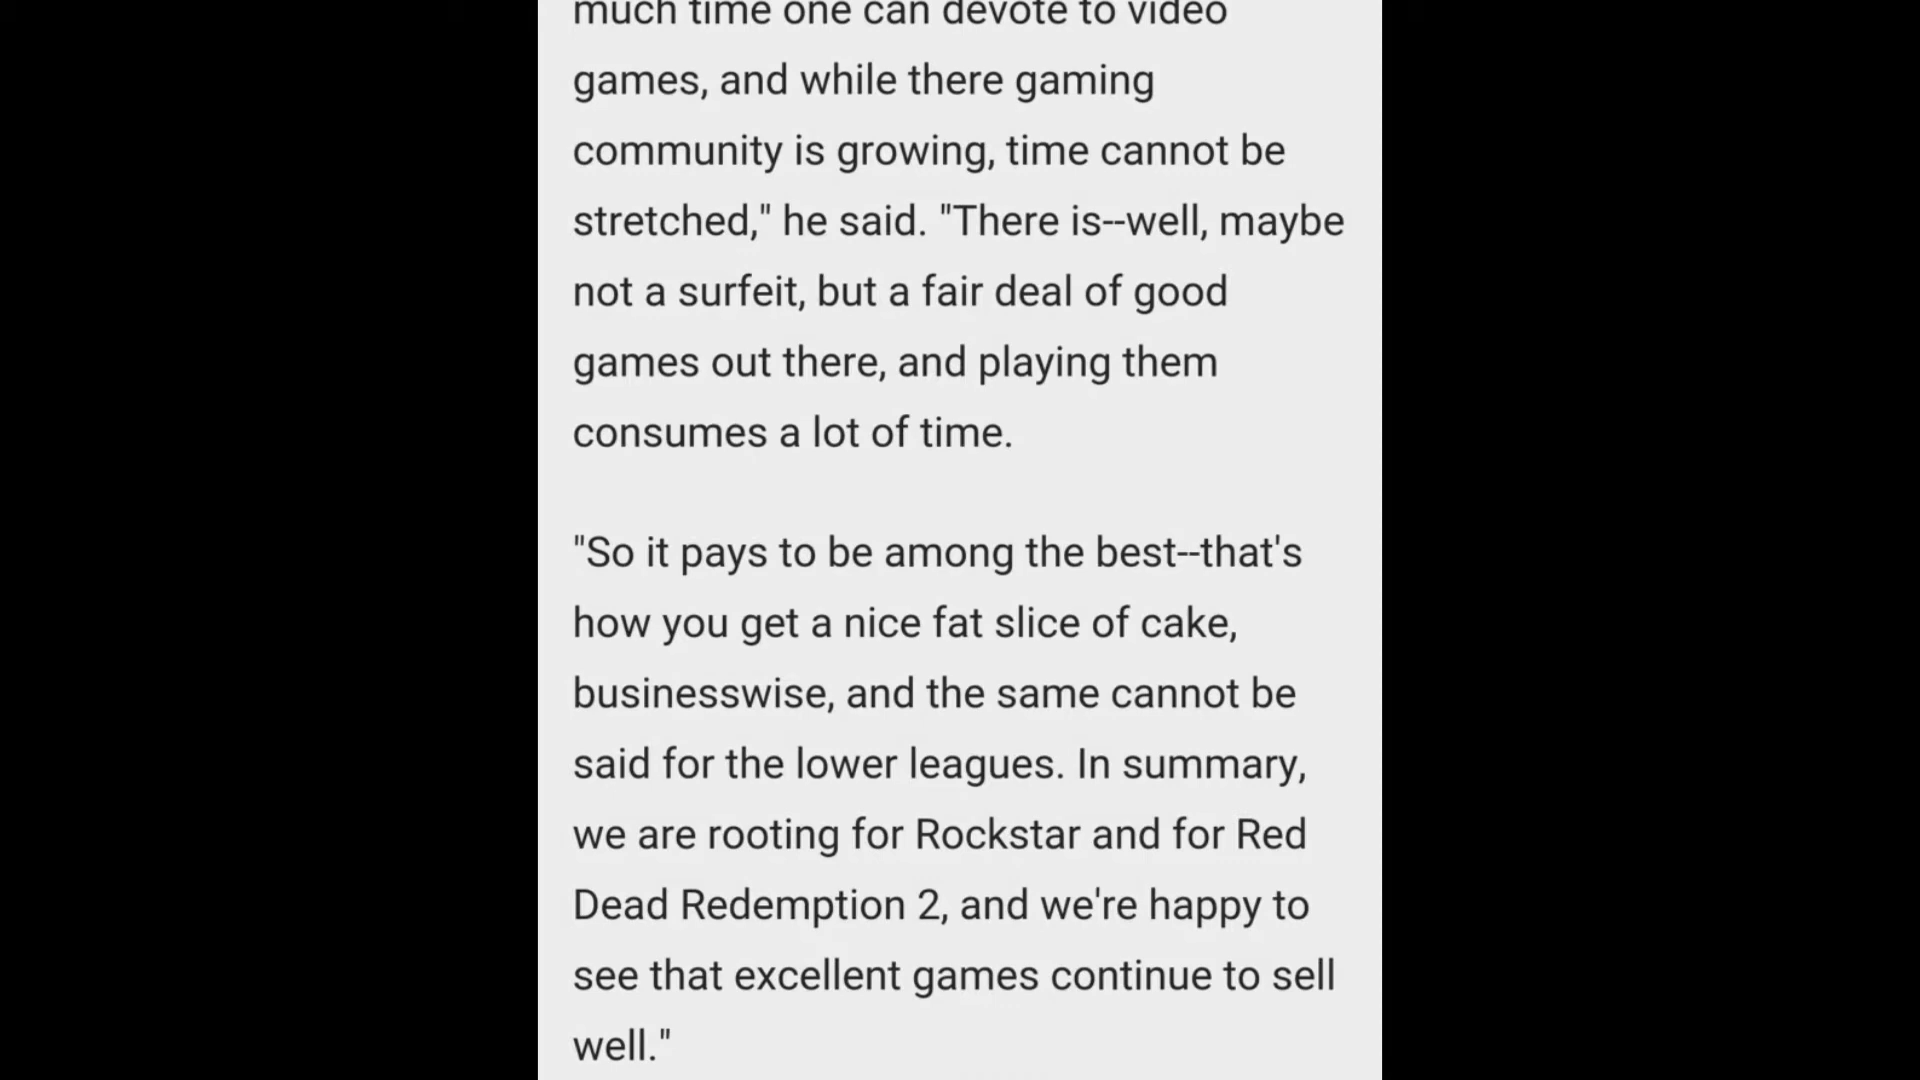 much time one can devote to video
games, and while there gaming
community is growing, time cannot be
stretched," he said. "There is--well, maybe
not a surfeit, but a fair deal of good
games out there, and playing them
consumes a lot of time.
"So it pays to be among the best--that's
how you get a nice fat slice of cake,
businesswise, and the same cannot be
said for the lower leagues. In summary,
we are rooting for Rockstar and for Red
Dead Redemption 2, and we're happy to
see that excellent games continue to sell
well."